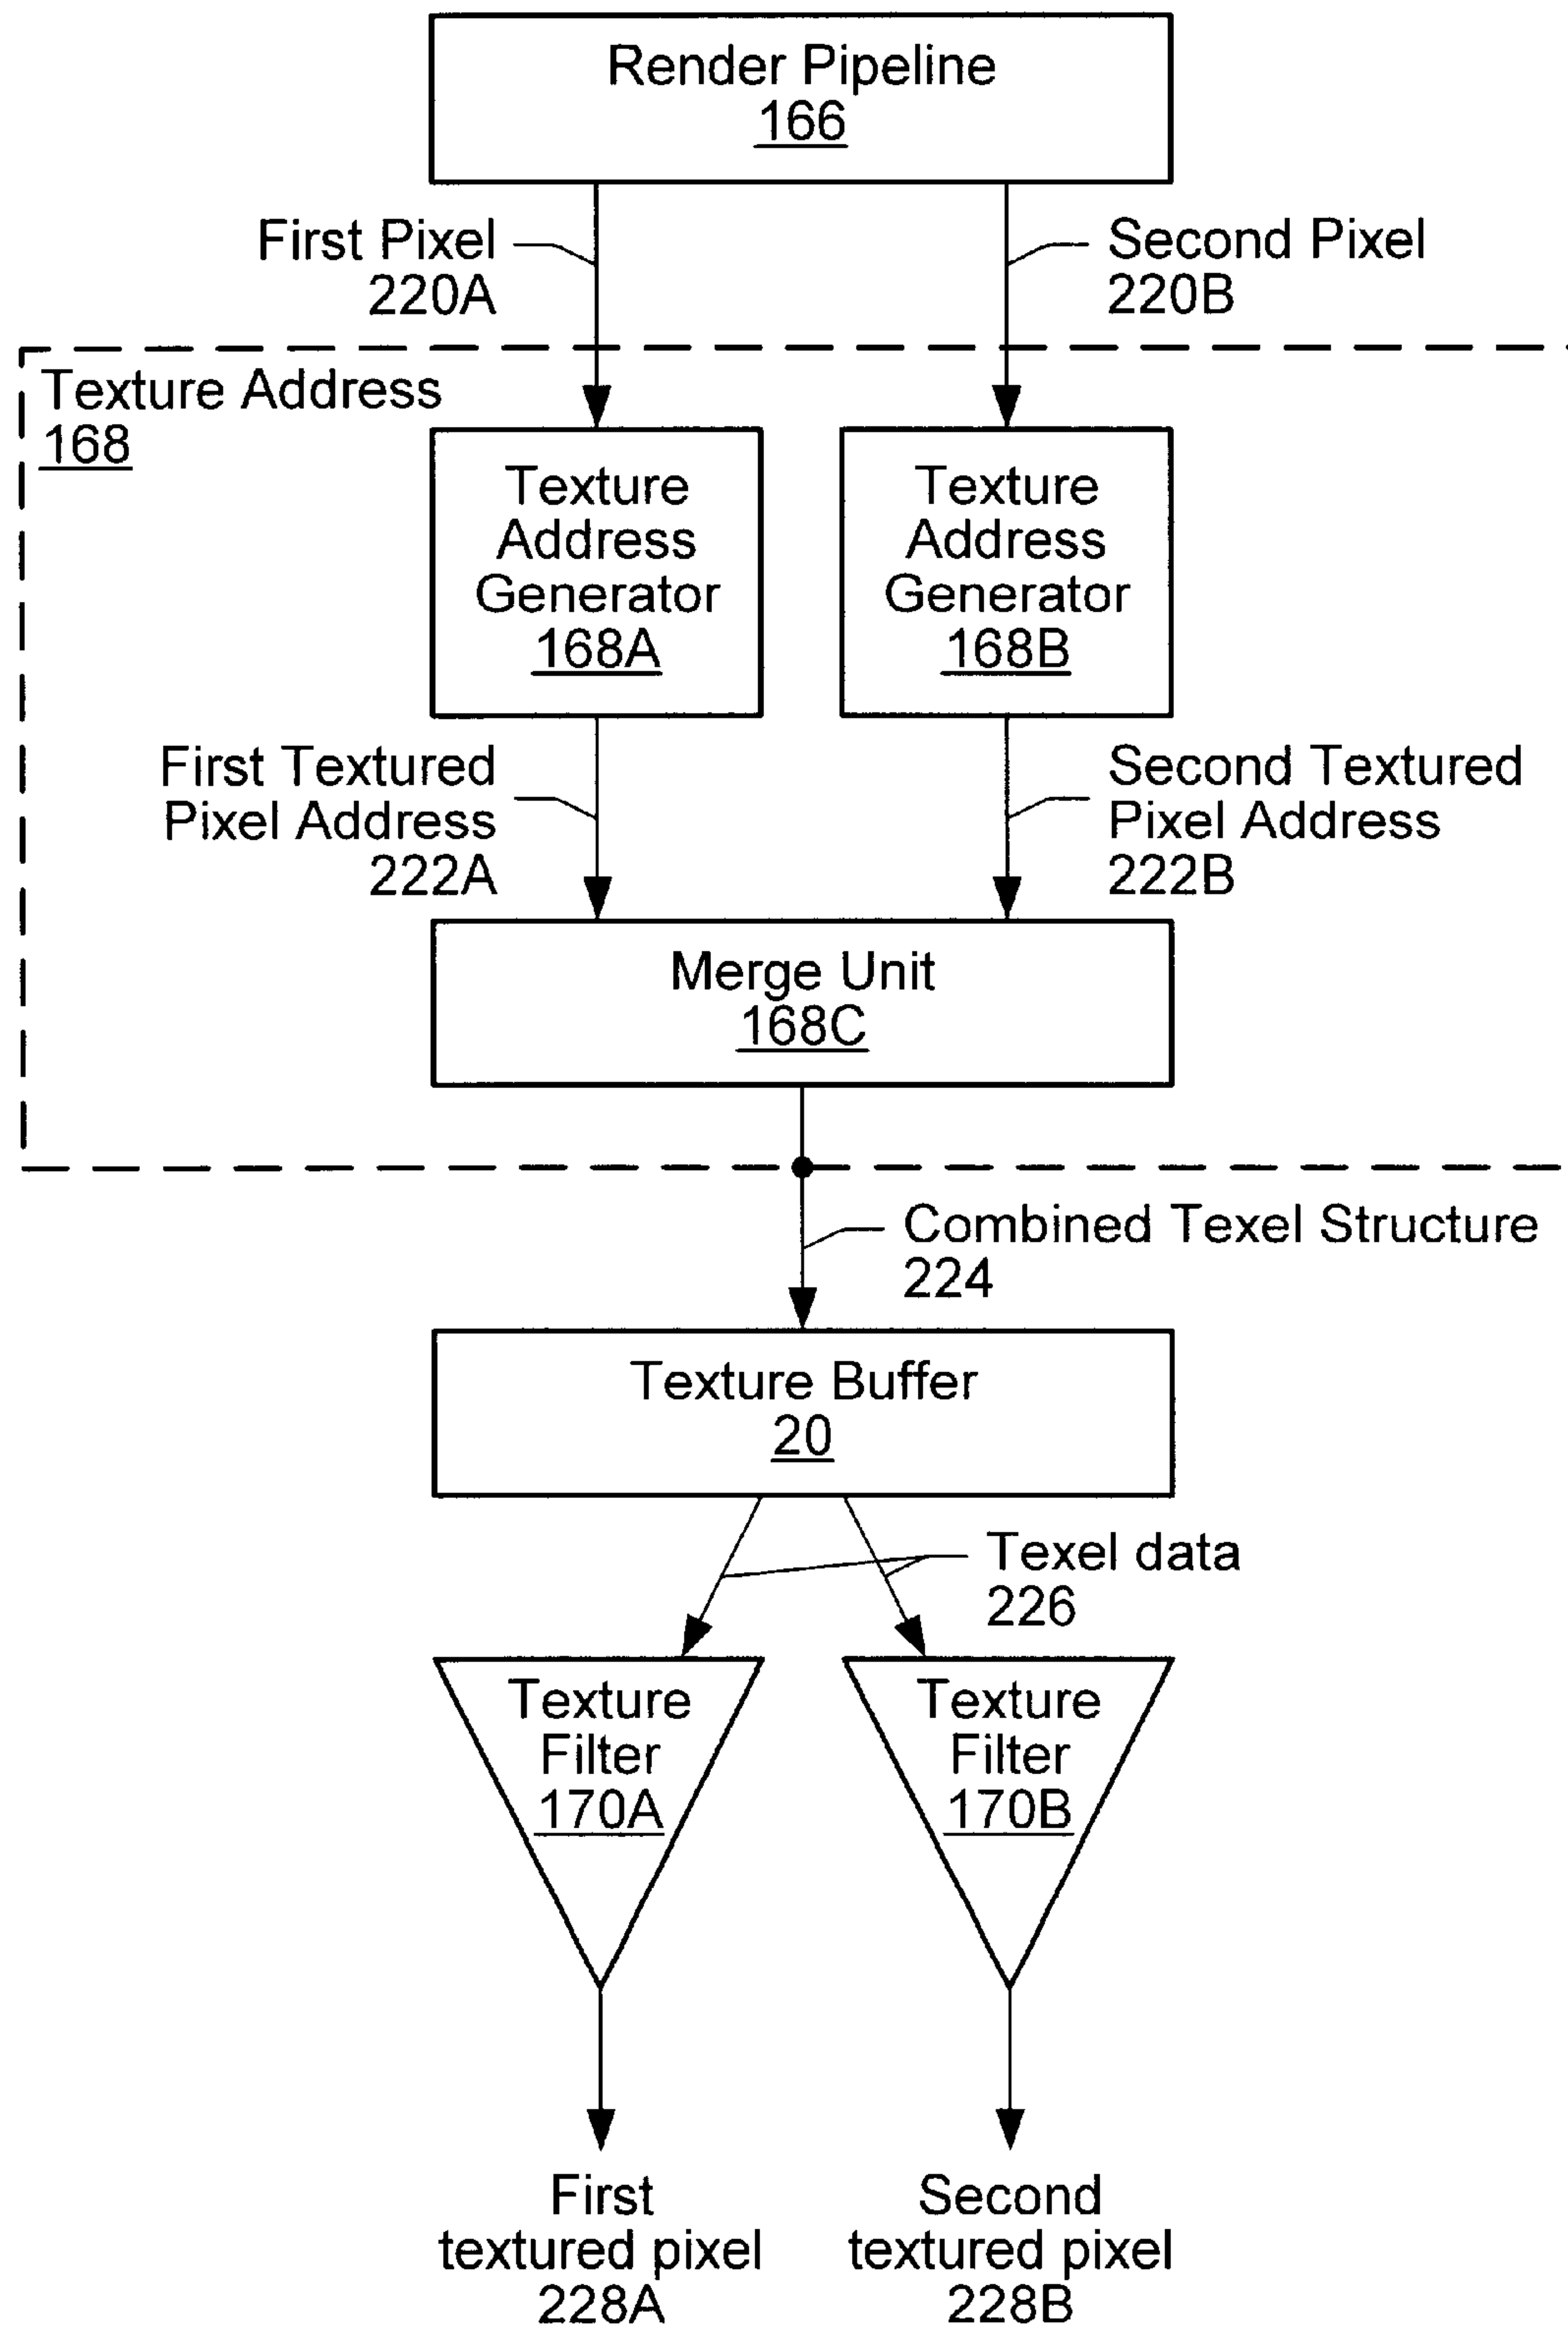 Render Pipeline
166
First Pixel
220A
Second Pixel
220B
Texture Address
168
Texture
Address
Generator
168A
Texture
Address
Generator
168B
First Textured
Pixel Address
222A
Second Textured
Pixel Address
222B
Merge Unit
168C
Combined Texel Structure
224
Texture Buffer
20
Texel data
226
Texture
Filter
170A
Texture
Filter
170B
First
textured pixel
228A
Second
textured pixel
228B